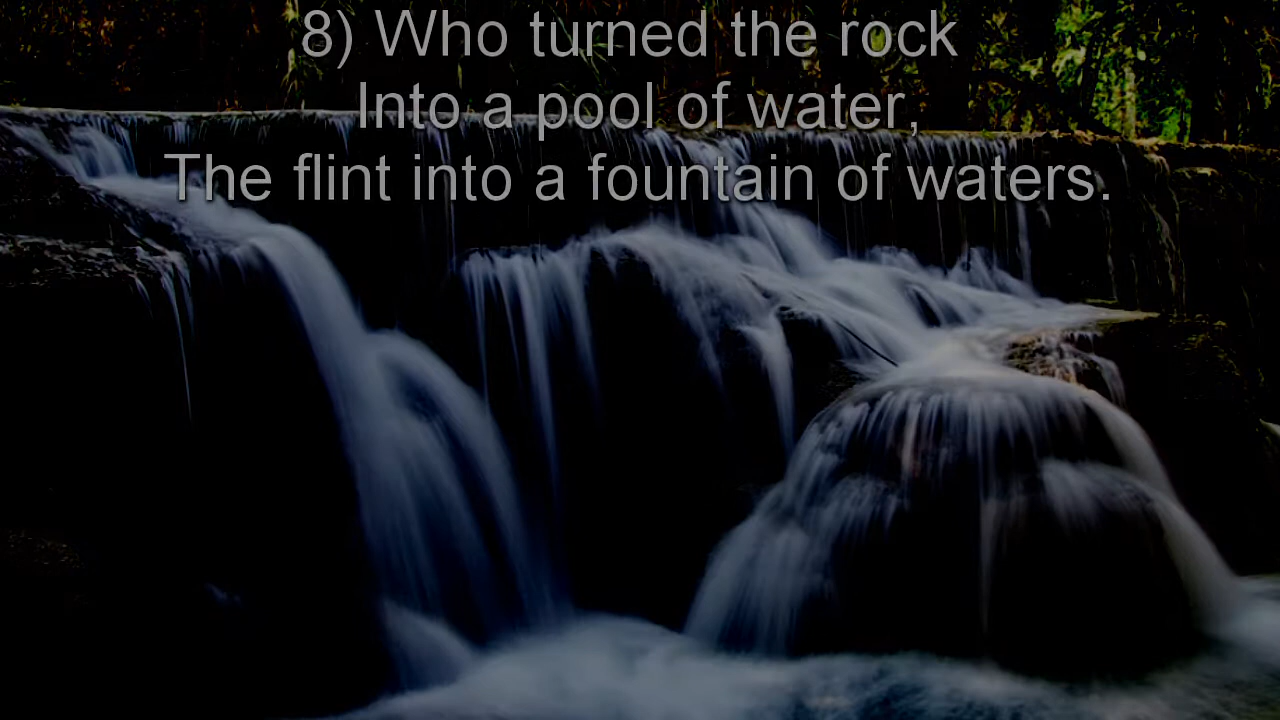 8) Who turned the rock
Into a pool of water,
The flint into a fountain of waters.